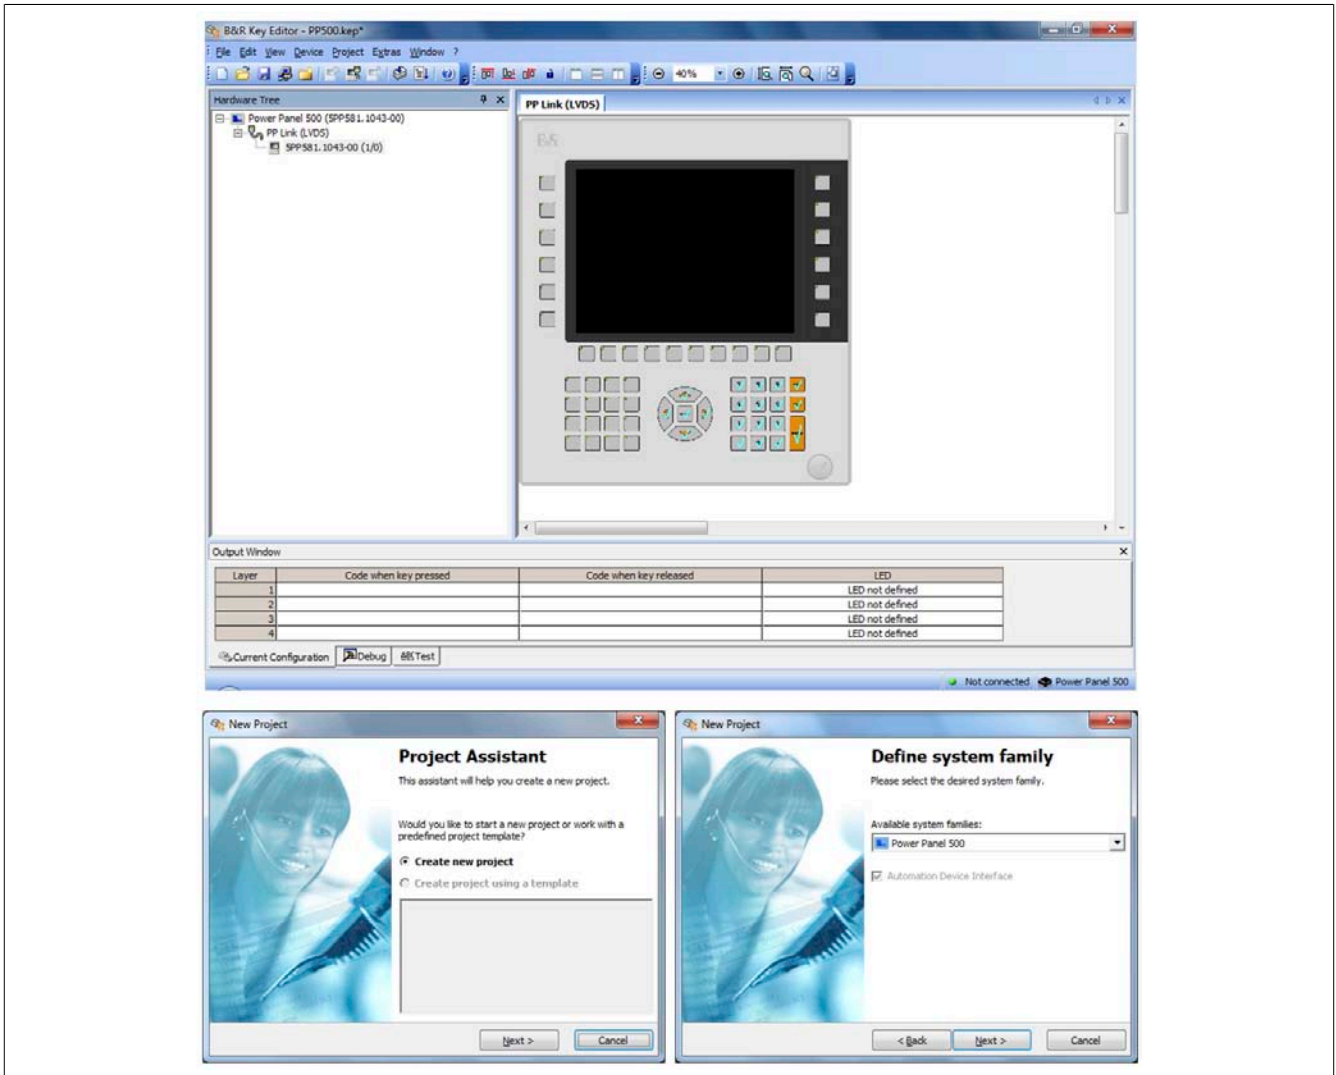 B&R Key Editor - PP500.kep*
File Edit View Device Project Extras Window ?
40%
Hardware Tree
Power Panel 500 (5PP581.1043-00)
PP Link (LVDS)
5PP581.1043-00 (1/0)
PP Link (LVDS)
Output Window
Layer Code when key pressed Code when key released LED
1 LED not defined
2 LED not defined
3 LED not defined
4 LED not defined
Current Configuration Debug Test
Not connected Power Panel 500
New Project
Project Assistant
This assistant will help you create a new project.
Would you like to start a new project or work with a
predefined project template?
Create new project
Create project using a template
Next > Cancel
New Project
Define system family
Please select the desired system family.
Available system families:
Power Panel 500
Automation Device Interface
< Back Next > Cancel